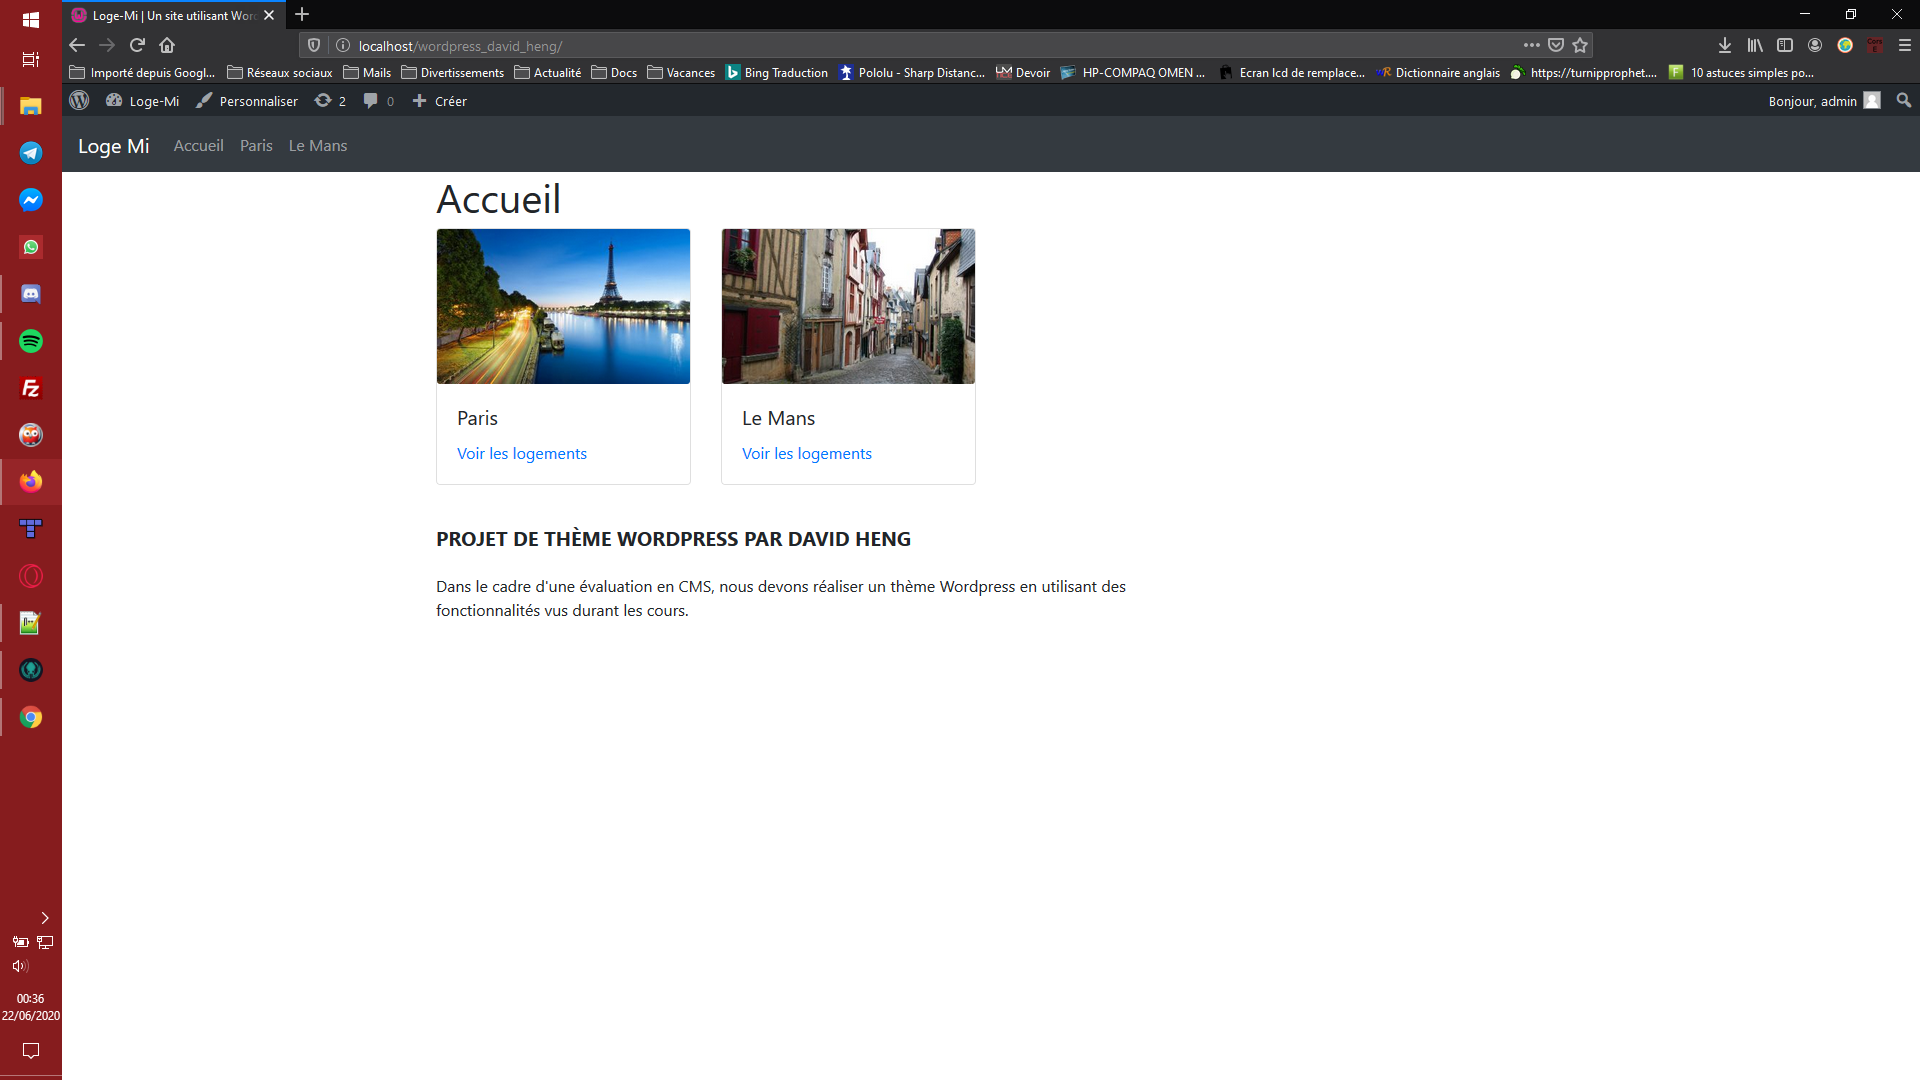 Loge-Mi | Un site utilisant Wor
localhost/wordpress_david_heng/
Importé depuis Googl... Réseaux sociaux Mails Divertissements Actualité Docs Vacances Bing Traduction Pololu - Sharp Distanc... Devoir HP-COMPAQ OMEN ... Ecran lcd de remplace... Dictionnaire anglais https://turnipprophet.... 10 astuces simples po...
Loge-Mi Personnaliser 2 0 Créer Bonjour, admin
Loge Mi Accueil Paris Le Mans
Accueil
Paris
Voir les logements
Le Mans
Voir les logements
PROJET DE THÈME WORDPRESS PAR DAVID HENG
Dans le cadre d'une évaluation en CMS, nous devons réaliser un thème Wordpress en utilisant des
fonctionnalités vus durant les cours.
00:36
22/06/2020